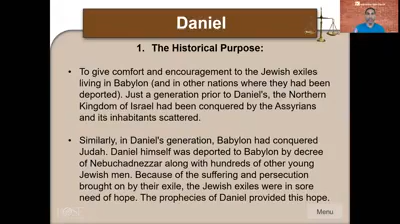 Daniel
1. The Historical Purpose:
• To give comfort and encouragement to the Jewish exiles
living in Babylon (and in other nations where they had been
deported). Just a generation prior to Daniel's, the Northern
Kingdom of Israel had been conquered by the Assyrians
and its inhabitants scattered.
• Similarly, in Daniel's generation, Babylon had conquered
Judah. Daniel himself was deported to Babylon by decree
of Nebuchadnezzar along with hundreds of other young
Jewish men. Because of the suffering and persecution
brought on by their exile, the Jewish exiles were in sore
need of hope. The prophecies of Daniel provided this hope.
Menu